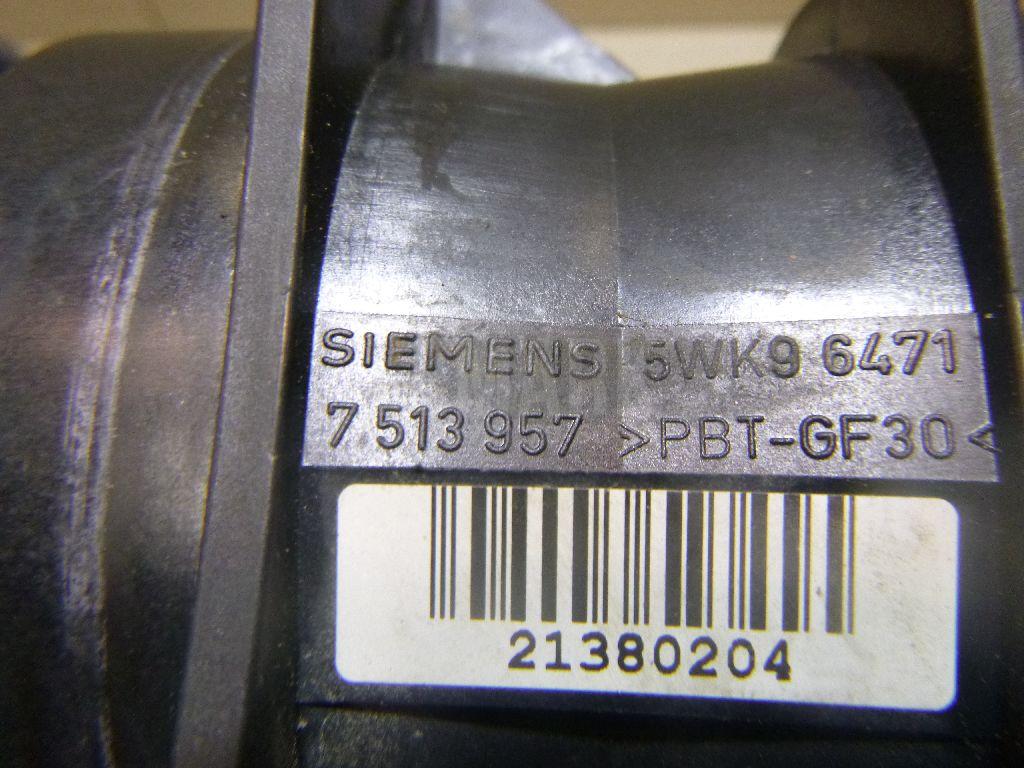 SIEMENS 5WK9 6471
7 513 957 >PBT-GF30<
21380204